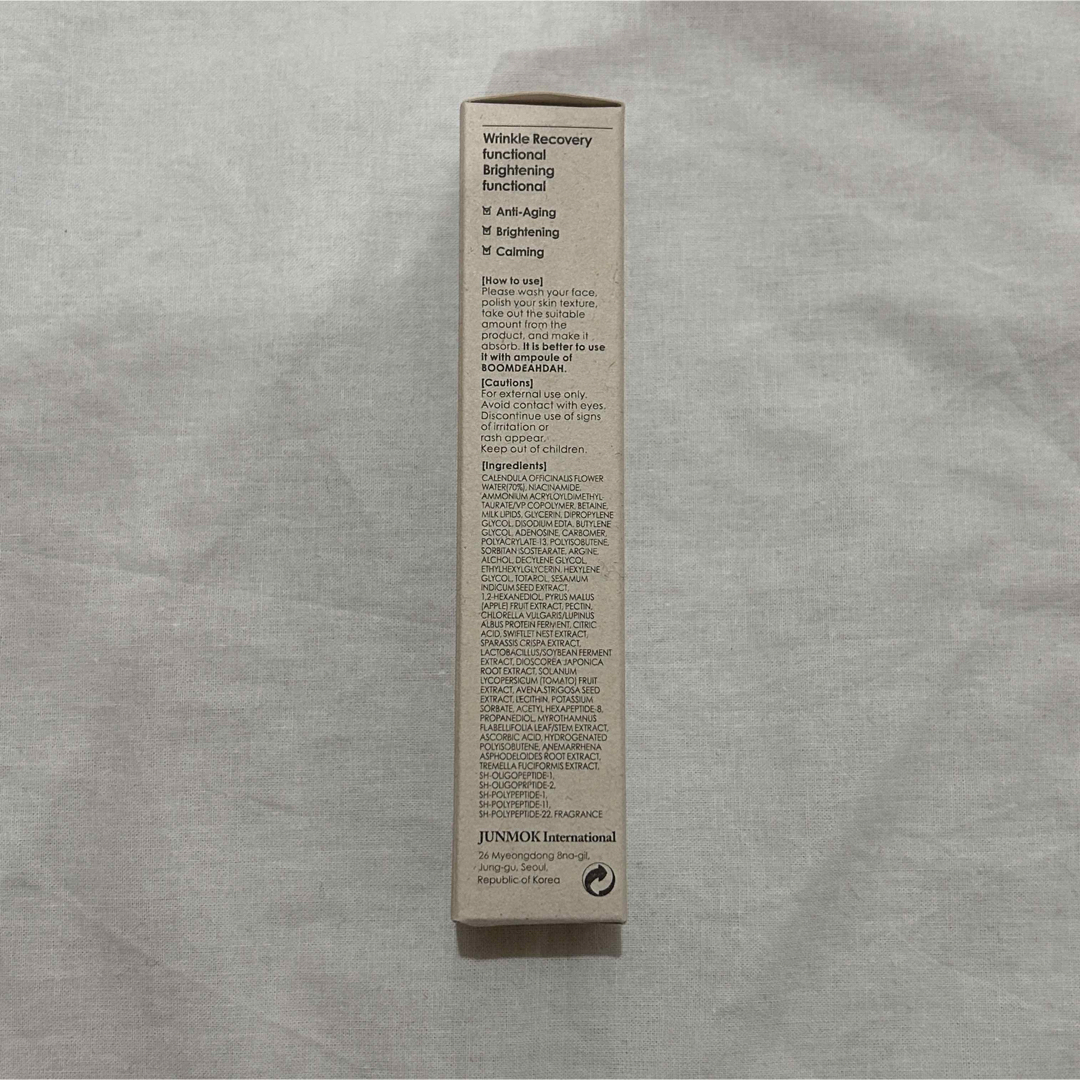 Wrinkle Recovery
functional
Brightening
functional
Anti-Aging
Brightening
Calming
[How to use]
Please wash your face,
polish your skin texture,
take out the suitable
amount from the
product, and make it
absorb. It is better to use
it with ampoule of
BOOMDEAHDAH.
[Cautions]
For external use only.
Avoid contact with eyes.
Discontinue use of signs
of irritation or
rash appear.
Keep out of children.
[Ingredients]
CALENDULA OFFICINALIS FLOWER
WATER(70%), NIACINAMIDE,
AMMONIUM ACRYLOYLDIMETHYL
TAURATE/VP COPOLYMER, BETAINE,
MILK LIPIDS, GLYCERIN, DIPROPYLENE
GLYCOL, DISODIUM EDTA, BUTYLENE
GLYCOL, ADENOSINE, CARBOMER,
POLYACRYLATE-13, POLYISOBUTENE,
SORBITAN ISOSTEARATE, ARGINE,
ALCHOL, DECYLENE GLYCOL,
ETHYLHEXYLGLYCERIN, HEXYLENE
GLYCOL, TOTAROL, SESAMUM
INDICUM SEED EXTRACT,
1,2-HEXANEDIOL, PYRUS MALUS
(APPLE) FRUIT EXTRACT, PECTIN,
CHLORELLA VULGARIS/LUPINUS
ALBUS PROTEIN FERMENT, CITRIC
ACID, SWIFTLET NEST EXTRACT,
SPARASSIS CRISPA EXTRACT,
LACTOBACILLUS/SOYBEAN FERMENT
EXTRACT, DIOSCOREA JAPONICA
ROOT EXTRACT, SOLANUM
LYCOPERSICUM (TOMATO) FRUIT
EXTRACT, AVENA STRIGOSA SEED
EXTRACT, LECITHIN, POTASSIUM
SORBATE, ACETYL HEXAPEPTIDE-8,
PROPANEDIOL, MYROTHAMNUS
FLABELLIFOLIA LEAF/STEM EXTRACT,
ASCORBIC ACID, HYDROGENATED
POLYISOBUTENE, ANEMARRHENA
ASPHODELOIDES ROOT EXTRACT,
TREMELLA FUCIFORMIS EXTRACT,
SH-OLIGOPEPTIDE-1,
SH-OLIGOPRPTIDE-2,
SH-POLYPEPTIDE-1,
SH-POLYPEPTIDE-11,
SH-POLYPEPTIDE-22, FRAGRANCE
JUNMOK International
26 Myeongdong 8na-gil,
Jung-gu, Seoul,
Republic of Korea